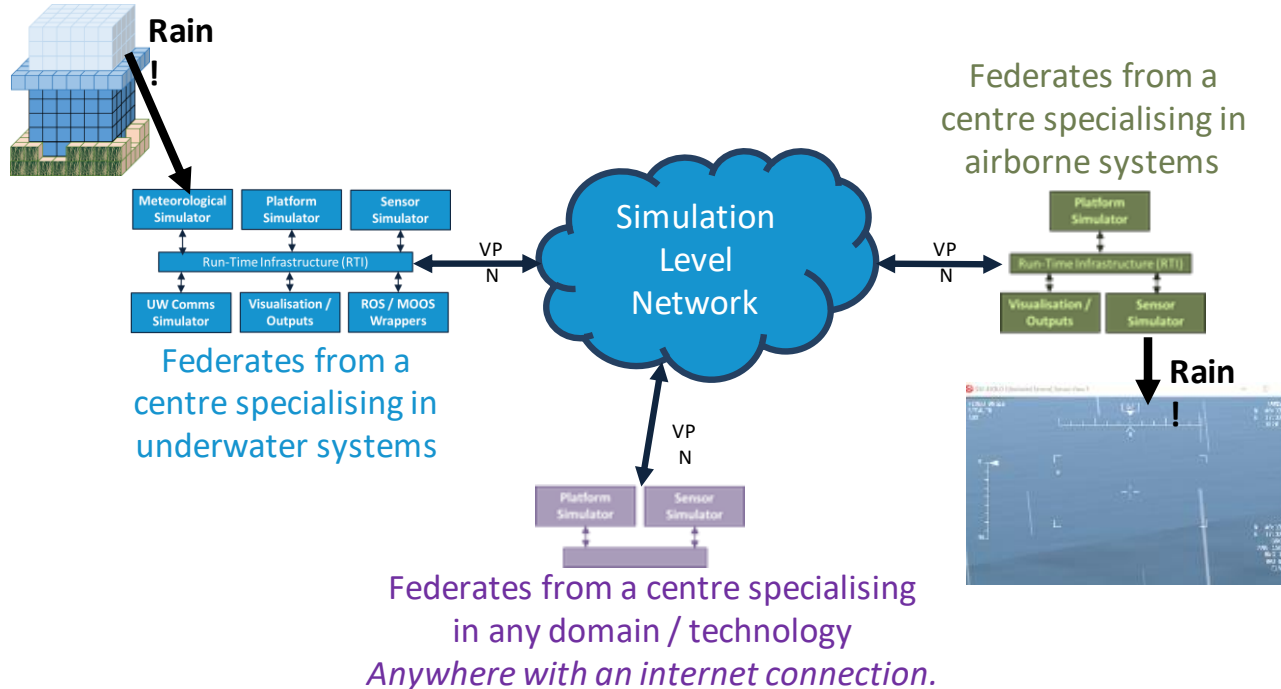 Rain
!
Meteorological
Simulator
Platform
Simulator
Sensor
Simulator
Run-Time Infrastructure (RTI)
UW Comms
Simulator
Visualisation /
Outputs
ROS / MOOS
Wrappers
Federates from a
centre specialising in
underwater systems
VP
N
Simulation
Level
Network
VP
N
VP
N
Federates from a
centre specialising in
airborne systems
Platform
Simulator
Run-Time Infrastructure (RTI)
Visualisation /
Outputs
Sensor
Simulator
Rain
!
Platform
Simulator
Sensor
Simulator
Federates from a centre specialising
in any domain / technology
Anywhere with an internet connection.